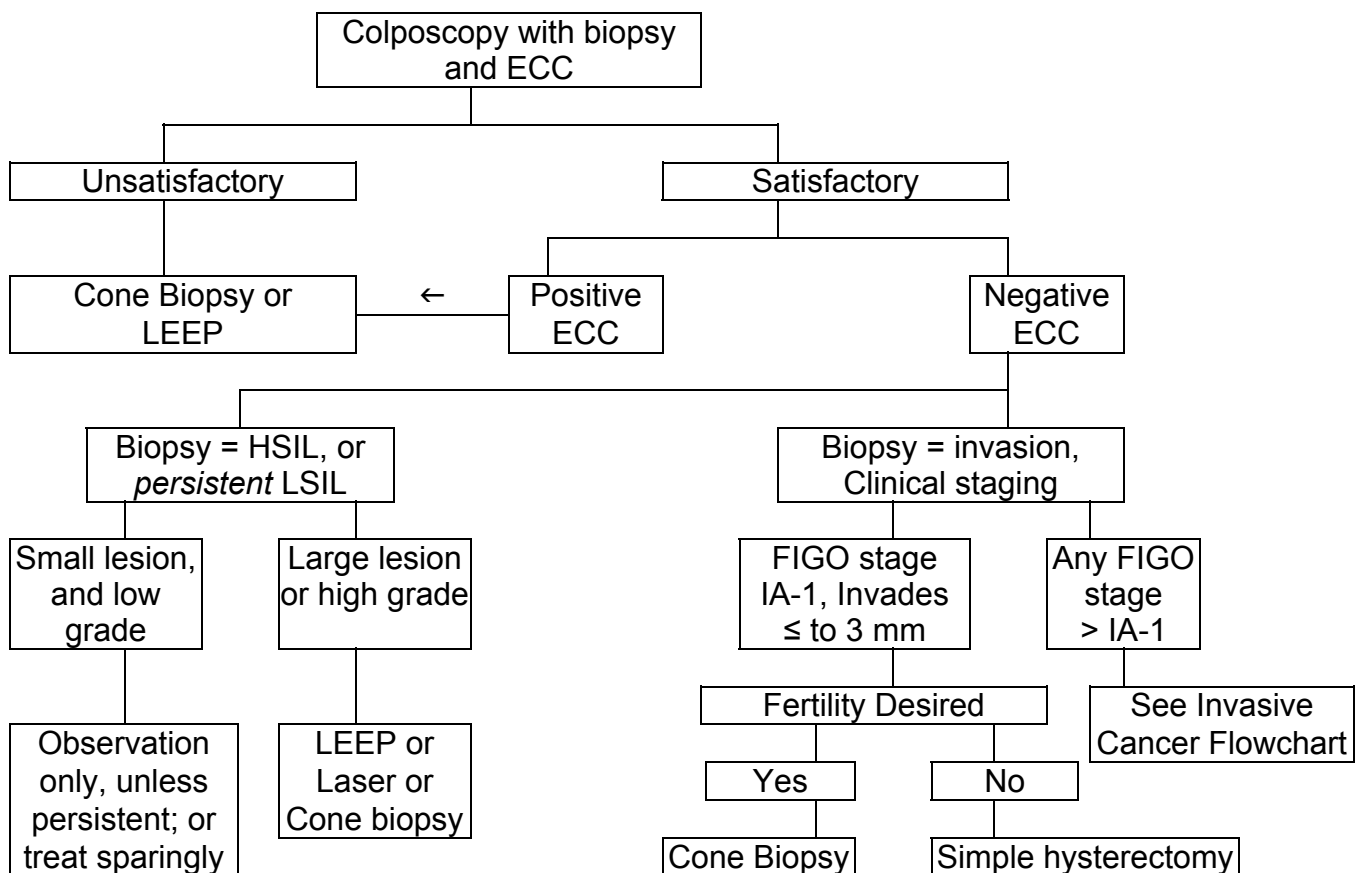 Colposcopy with biopsy
and ECC
Unsatisfactory
Satisfactory
Cone Biopsy or
LEEP
←
Positive
ECC
Negative
ECC
Biopsy = HSIL, or
persistent LSIL
Biopsy = invasion,
Clinical staging
Small lesion,
and low
grade
Large lesion
or high grade
FIGO stage
IA-1, Invades
≤ to 3 mm
Any FIGO
stage
> IA-1
Fertility Desired
See Invasive
Cancer Flowchart
Observation
only, unless
persistent; or
treat sparingly
LEEP or
Laser or
Cone biopsy
Yes
No
Cone Biopsy
Simple hysterectomy